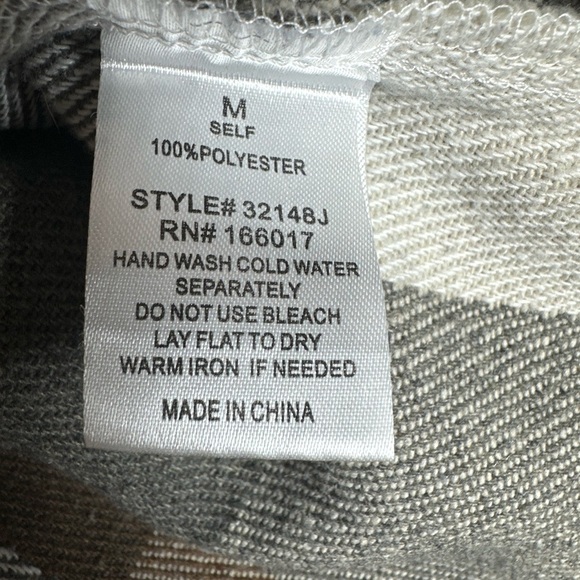 M
SELF
100%POLYESTER
STYLE# 32148J
RN# 166017
HAND WASH COLD WATER
SEPARATELY
DO NOT USE BLEACH
LAY FLAT TO DRY
WARM IRON IF NEEDED
MADE IN CHINA